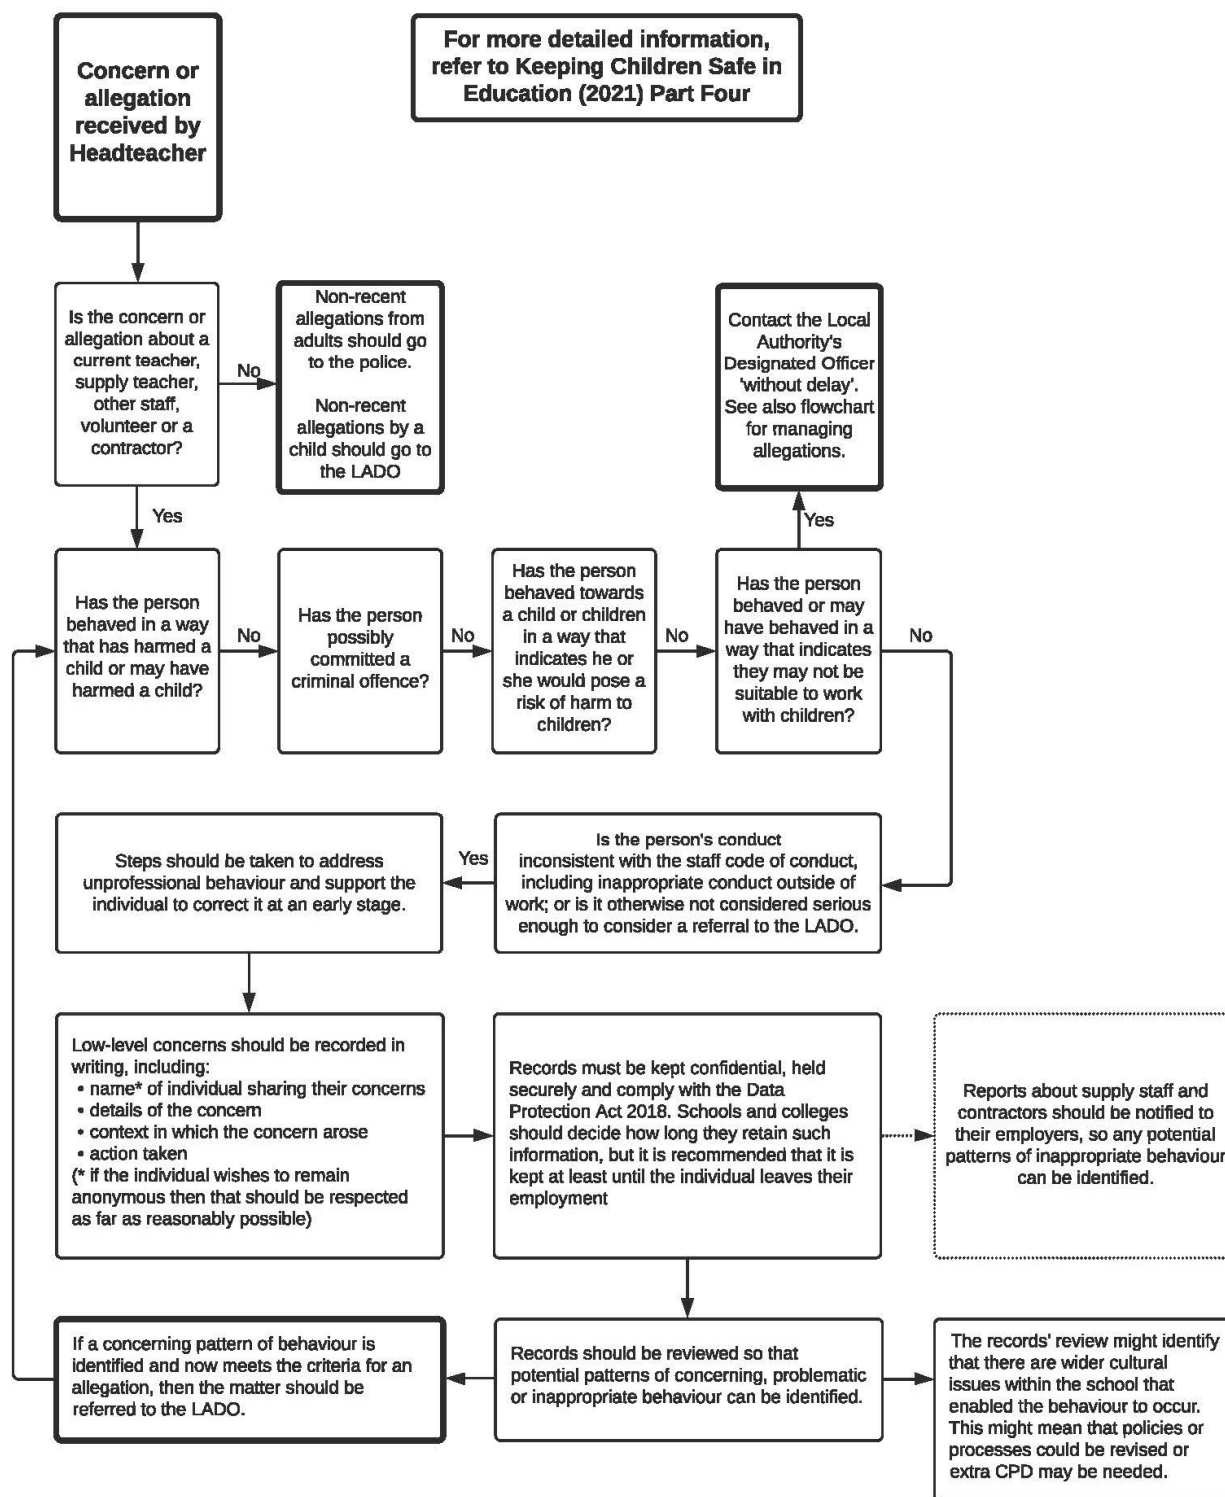 Concern or
allegation
received by
Headteacher
For more detailed information,
refer to Keeping Children Safe in
Education (2021) Part Four
Is the concern or
allegation about a
current teacher,
supply teacher,
other staff,
volunteer or a
contractor?
No
Non-recent
allegations from
adults should go
to the police.
Non-recent
allegations by a
child should go to
the LADO
Contact the Local
Authority's
Designated Officer
'without delay'.
See also flowchart
for managing
allegations.
Yes
Yes
Has the person
behaved in a way
that has harmed a
child or may have
harmed a child?
No
Has the person
possibly
committed a
criminal offence?
No
Has the person
behaved towards
a child or children
in a way that
indicates he or
she would pose a
risk of harm to
children?
No
Has the person
behaved or may
have behaved in a
way that indicates
they may not be
suitable to work
with children?
No
Steps should be taken to address
unprofessional behaviour and support the
individual to correct it at an early stage.
Yes
Is the person's conduct
inconsistent with the staff code of conduct,
including inappropriate conduct outside of
work; or is it otherwise not considered serious
enough to consider a referral to the LADO.
Low-level concerns should be recorded in
writing, including:
• name* of individual sharing their concerns
• details of the concern
• context in which the concern arose
• action taken
(* if the individual wishes to remain
anonymous then that should be respected
as far as reasonably possible)
Records must be kept confidential, held
securely and comply with the Data
Protection Act 2018. Schools and colleges
should decide how long they retain such
information, but it is recommended that it is
kept at least until the individual leaves their
employment
Reports about supply staff and
contractors should be notified to
their employers, so any potential
patterns of inappropriate behaviour
can be identified.
If a concerning pattern of behaviour is
identified and now meets the criteria for an
allegation, then the matter should be
referred to the LADO.
Records should be reviewed so that
potential patterns of concerning, problematic
or inappropriate behaviour can be identified.
The records' review might identify
that there are wider cultural
issues within the school that
enabled the behaviour to occur.
This might mean that policies or
processes could be revised or
extra CPD may be needed.